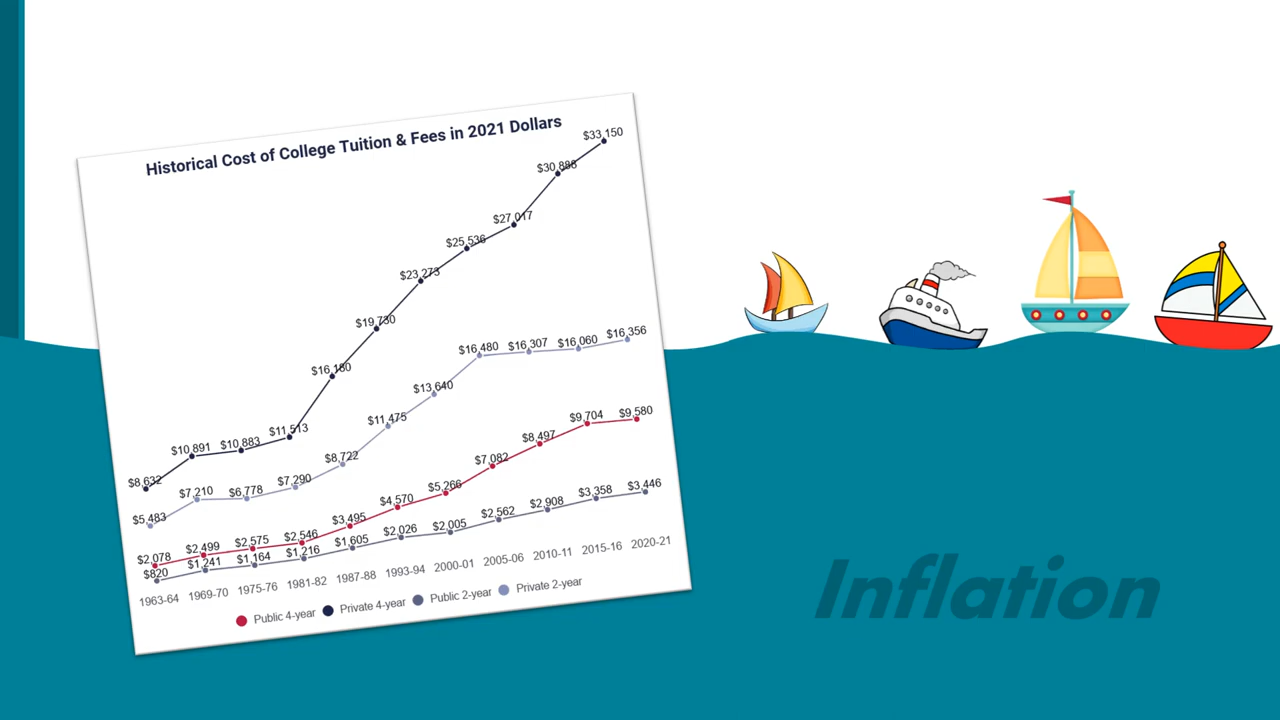 Historical Cost of College Tuition & Fees in 2021 Dollars
$8,632 $10,891 $10,883 $11,513 $16,180 $19,730 $23,273 $25,536 $27,017 $30,888 $33,150
$5,483 $7,210 $6,778 $7,290 $8,722 $11,475 $13,640 $16,480 $16,307 $16,060 $16,356
$2,078 $2,499 $2,575 $2,546 $3,495 $4,570 $5,266 $7,082 $8,497 $9,704 $9,580
$820 $1,241 $1,164 $1,216 $1,605 $2,026 $2,005 $2,562 $2,908 $3,358 $3,446
1963-64 1969-70 1975-76 1981-82 1987-88 1993-94 2000-01 2005-06 2010-11 2015-16 2020-21
Public 4-year Private 4-year Public 2-year Private 2-year
Inflation